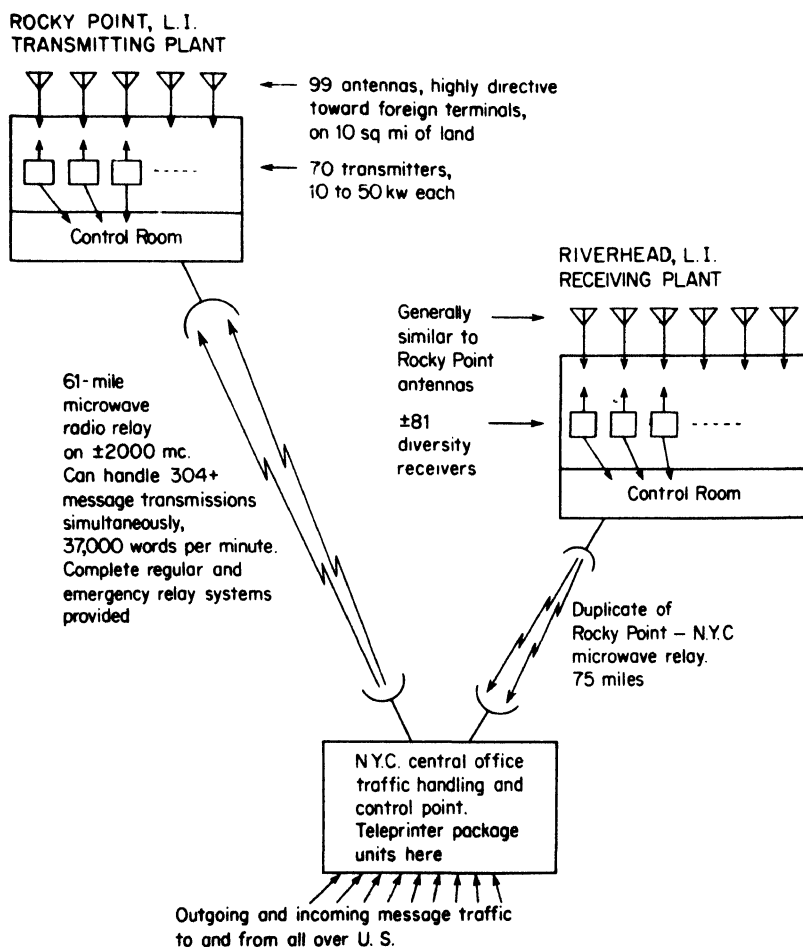 ROCKY POINT, L.I.
TRANSMITTING PLANT
99 antennas, highly directive
toward foreign terminals,
on 10 sq mi of land
70 transmitters,
10 to 50 kw each
Control Room
RIVERHEAD, L.I.
RECEIVING PLANT
Generally
similar to
Rocky Point
antennas
±81
diversity
receivers
Control Room
61-mile
microwave
radio relay
on ±2000 mc.
Can handle 304+
message transmissions
simultaneously,
37,000 words per minute.
Complete regular and
emergency relay systems
provided
Duplicate of
Rocky Point – N.Y.C
microwave relay.
75 miles
N.Y.C. central office
traffic handling and
control point.
Teleprinter package
units here
Outgoing and incoming message traffic
to and from all over U. S.